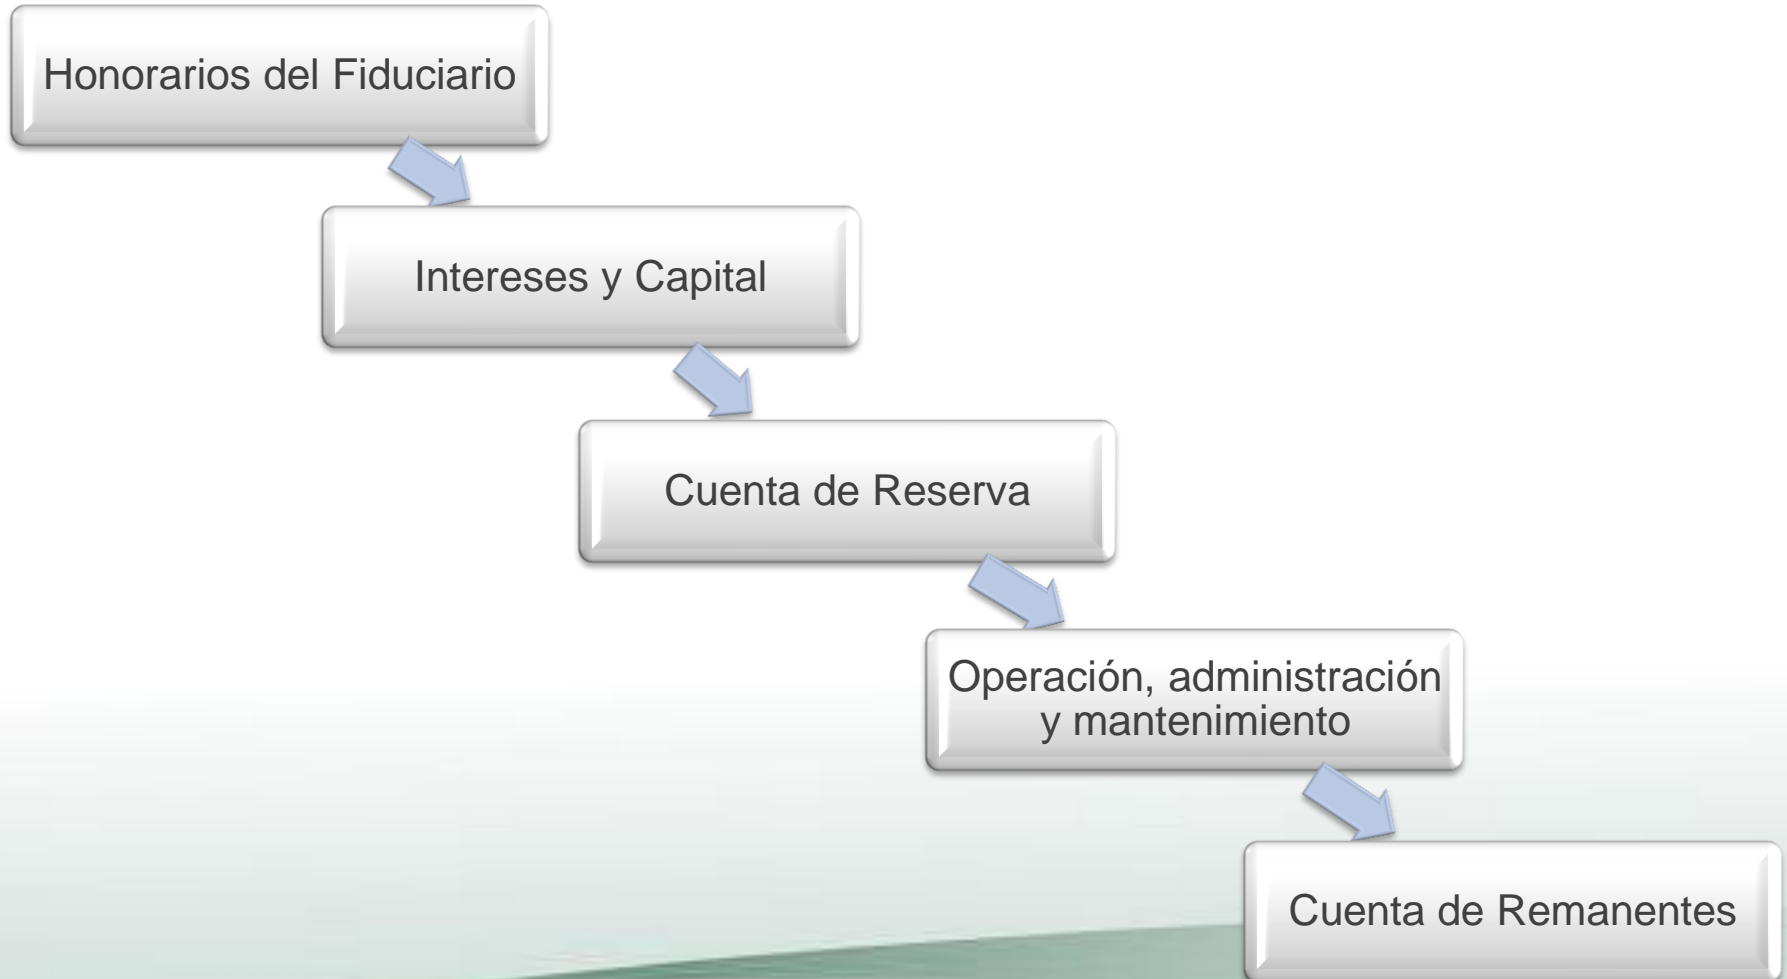 Honorarios del Fiduciario
Intereses y Capital
Cuenta de Reserva
Operación, administración
y mantenimiento
Cuenta de Remanentes